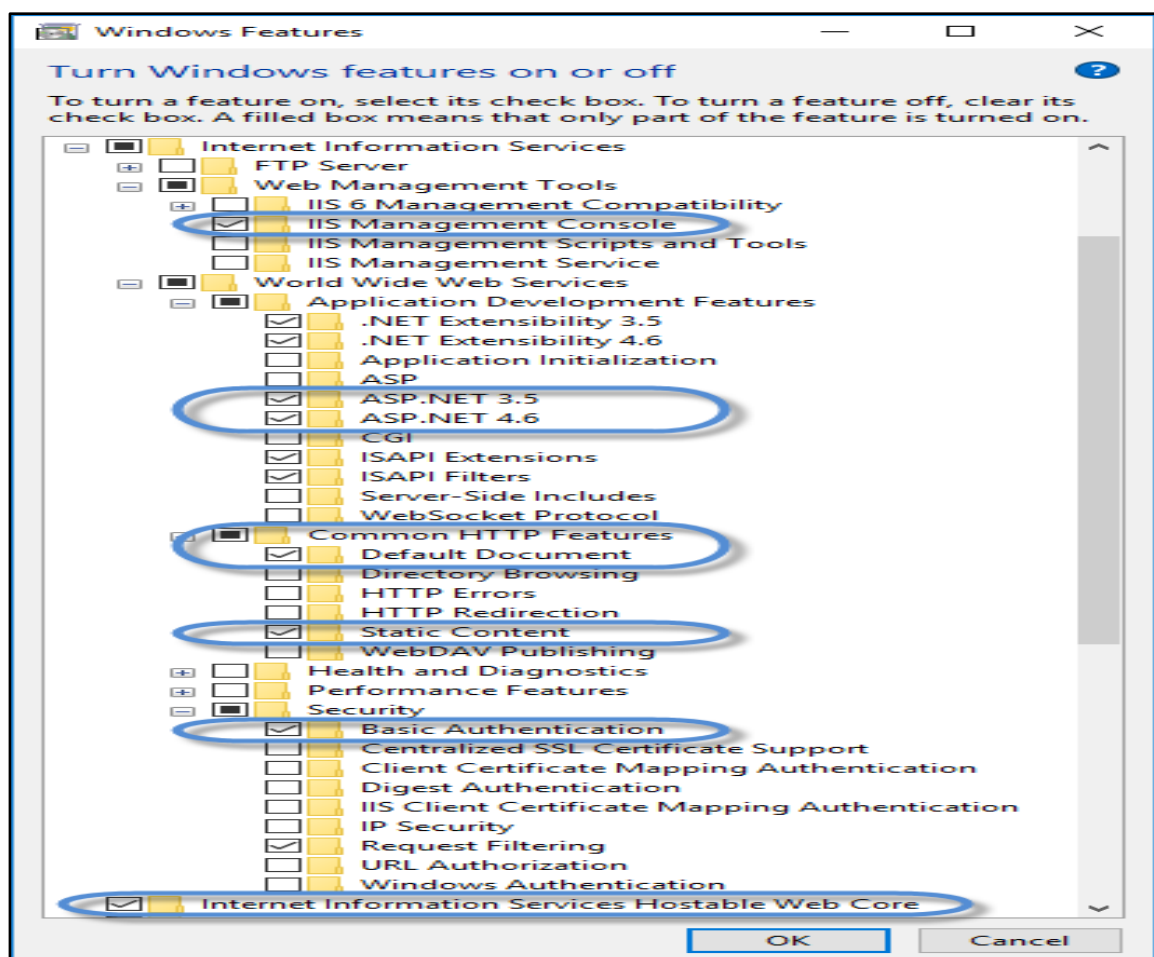 Windows Features
Turn Windows features on or off
To turn a feature on, select its check box. To turn a feature off, clear its
check box. A filled box means that only part of the feature is turned on.
Internet Information Services
FTP Server
Web Management Tools
IIS 6 Management Compatibility
IIS Management Console
IIS Management Scripts and Tools
IIS Management Service
World Wide Web Services
Application Development Features
.NET Extensibility 3.5
.NET Extensibility 4.6
Application Initialization
ASP
ASP.NET 3.5
ASP.NET 4.6
CGI
ISAPI Extensions
ISAPI Filters
Server-Side Includes
WebSocket Protocol
Common HTTP Features
Default Document
Directory Browsing
HTTP Errors
HTTP Redirection
Static Content
WebDAV Publishing
Health and Diagnostics
Performance Features
Security
Basic Authentication
Centralized SSL Certificate Support
Client Certificate Mapping Authentication
Digest Authentication
IIS Client Certificate Mapping Authentication
IP Security
Request Filtering
URL Authorization
Windows Authentication
Internet Information Services Hostable Web Core
OK Cancel